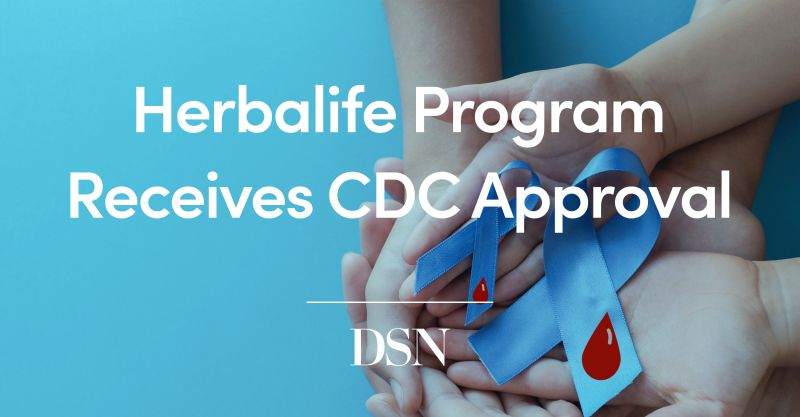 Herbalife Program
Receives CDC Approval
DSN